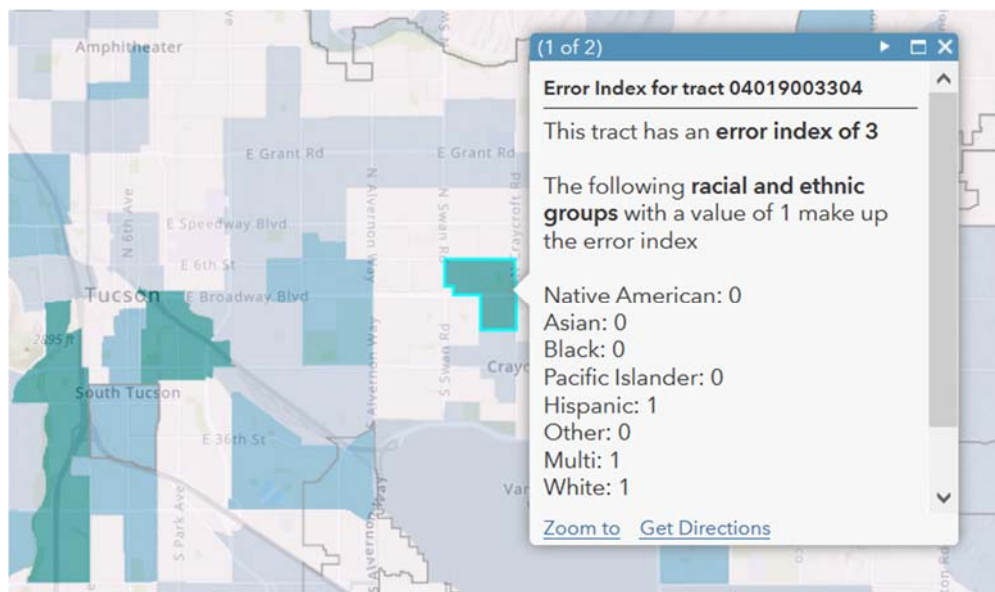 Amphitheater
E Grant Rd
E Grant Rd
N 6th Ave
N Alvernon Way
N Swan Rd
N Craycroft Rd
E Speedway Blvd
E 6th St
Tucson
E Broadway Blvd
2895 ft
S Alvernon Way
S Swan Rd
South Tucson
E 36th St
S Park Ave
S Alvernon Way
(1 of 2)
Error Index for tract 04019003304
This tract has an error index of 3
The following racial and ethnic
groups with a value of 1 make up
the error index
Native American: 0
Asian: 0
Black: 0
Pacific Islander: 0
Hispanic: 1
Other: 0
Multi: 1
White: 1
Zoom to Get Directions